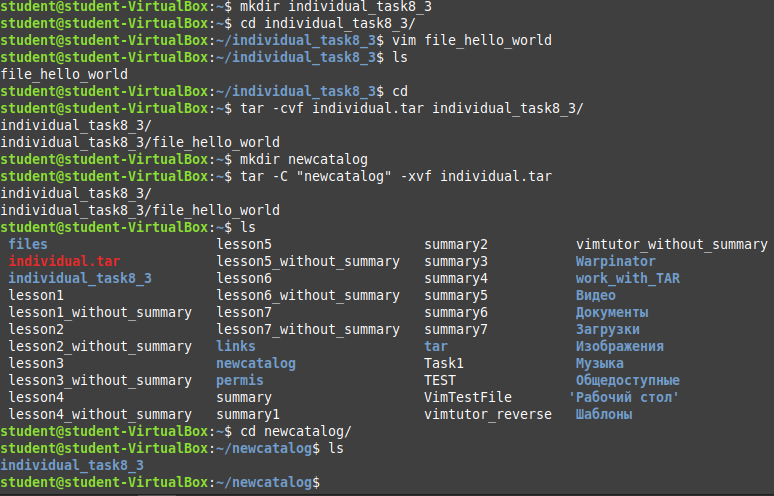 student@student-VirtualBox:~$ mkdir individual_task8_3
student@student-VirtualBox:~$ cd individual_task8_3/
student@student-VirtualBox:~/individual_task8_3$ vim file_hello_world
student@student-VirtualBox:~/individual_task8_3$ ls
file_hello_world
student@student-VirtualBox:~/individual_task8_3$ cd
student@student-VirtualBox:~$ tar -cvf individual.tar individual_task8_3/
individual_task8_3/
individual_task8_3/file_hello_world
student@student-VirtualBox:~$ mkdir newcatalog
student@student-VirtualBox:~$ tar -C "newcatalog" -xvf individual.tar
individual_task8_3/
individual_task8_3/file_hello_world
student@student-VirtualBox:~$ ls
files lesson5 summary2 vimtutor_without_summary
individual.tar lesson5_without_summary summary3 Warpinator
individual_task8_3 lesson6 summary4 work_with_TAR
lesson1 lesson6_without_summary summary5 Видео
lesson1_without_summary lesson7 summary6 Документы
lesson2 lesson7_without_summary summary7 Загрузки
lesson2_without_summary links tar Изображения
lesson3 newcatalog Task1 Музыка
lesson3_without_summary permis TEST Общедоступные
lesson4 summary VimTestFile 'Рабочий стол'
lesson4_without_summary summary1 vimtutor_reverse Шаблоны
student@student-VirtualBox:~$ cd newcatalog/
student@student-VirtualBox:~/newcatalog$ ls
individual_task8_3
student@student-VirtualBox:~/newcatalog$